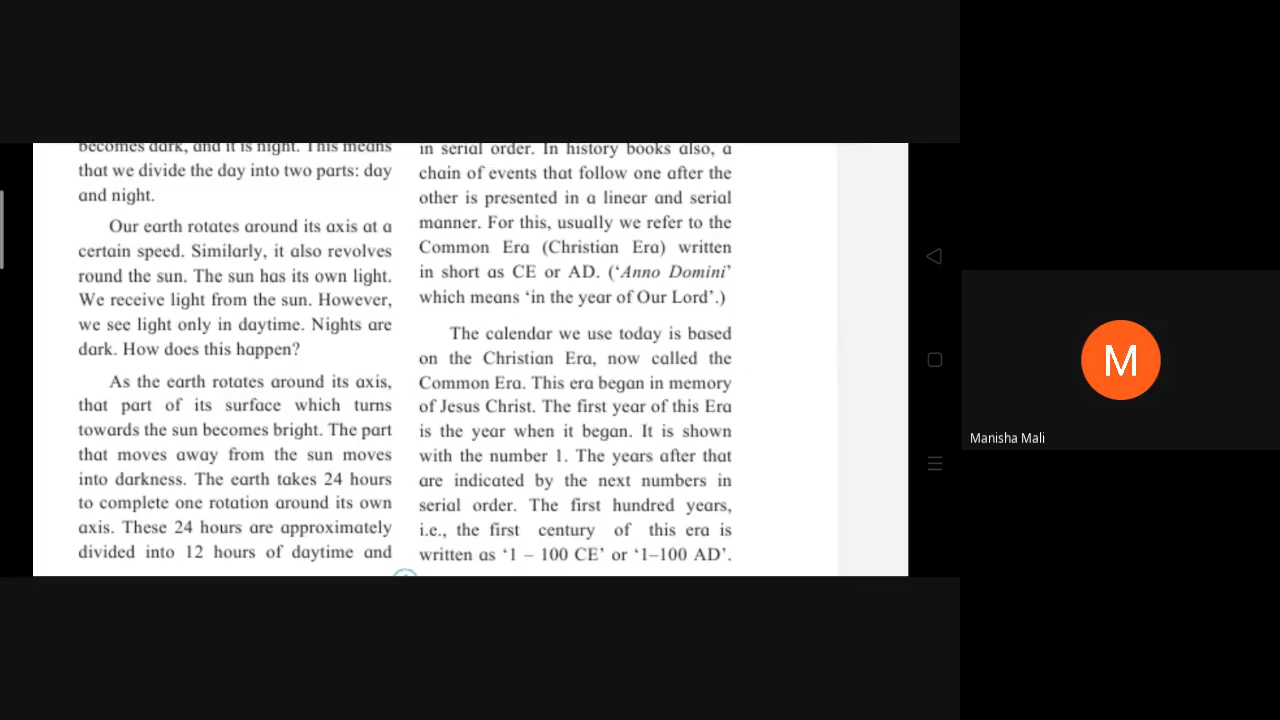 becomes dark, and it is night. This means
that we divide the day into two parts: day
and night.
Our earth rotates around its axis at a
certain speed. Similarly, it also revolves
round the sun. The sun has its own light.
We receive light from the sun. However,
we see light only in daytime. Nights are
dark. How does this happen?
As the earth rotates around its axis,
that part of its surface which turns
towards the sun becomes bright. The part
that moves away from the sun moves
into darkness. The earth takes 24 hours
to complete one rotation around its own
axis. These 24 hours are approximately
divided into 12 hours of daytime and
in serial order. In history books also, a
chain of events that follow one after the
other is presented in a linear and serial
manner. For this, usually we refer to the
Common Era (Christian Era) written
in short as CE or AD. (‘Anno Domini’
which means ‘in the year of Our Lord’.)
The calendar we use today is based
on the Christian Era, now called the
Common Era. This era began in memory
of Jesus Christ. The first year of this Era
is the year when it began. It is shown
with the number 1. The years after that
are indicated by the next numbers in
serial order. The first hundred years,
i.e., the first century of this era is
written as ‘1 – 100 CE’ or ‘1–100 AD’.
M
Manisha Mali